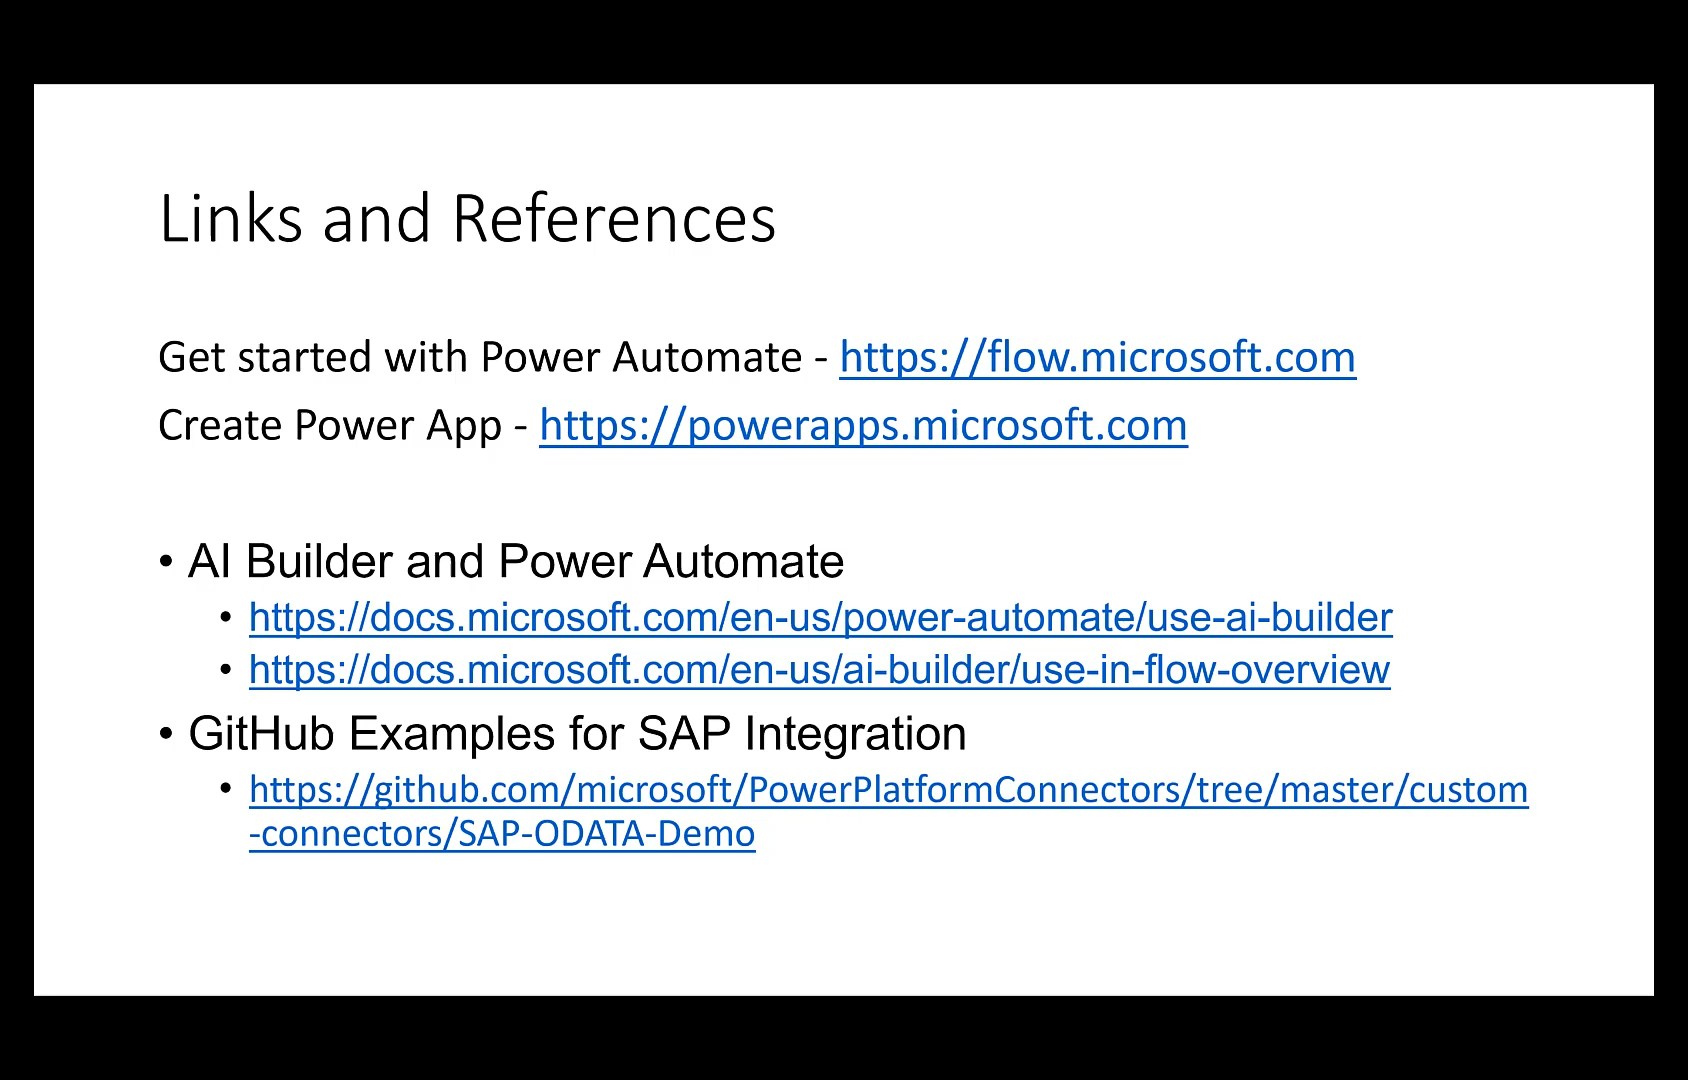 Links and References
Get started with Power Automate - https://flow.microsoft.com
Create Power App - https://powerapps.microsoft.com
• AI Builder and Power Automate
• https://docs.microsoft.com/en-us/power-automate/use-ai-builder
• https://docs.microsoft.com/en-us/ai-builder/use-in-flow-overview
• GitHub Examples for SAP Integration
• https://github.com/microsoft/PowerPlatformConnectors/tree/master/custom
-connectors/SAP-ODATA-Demo